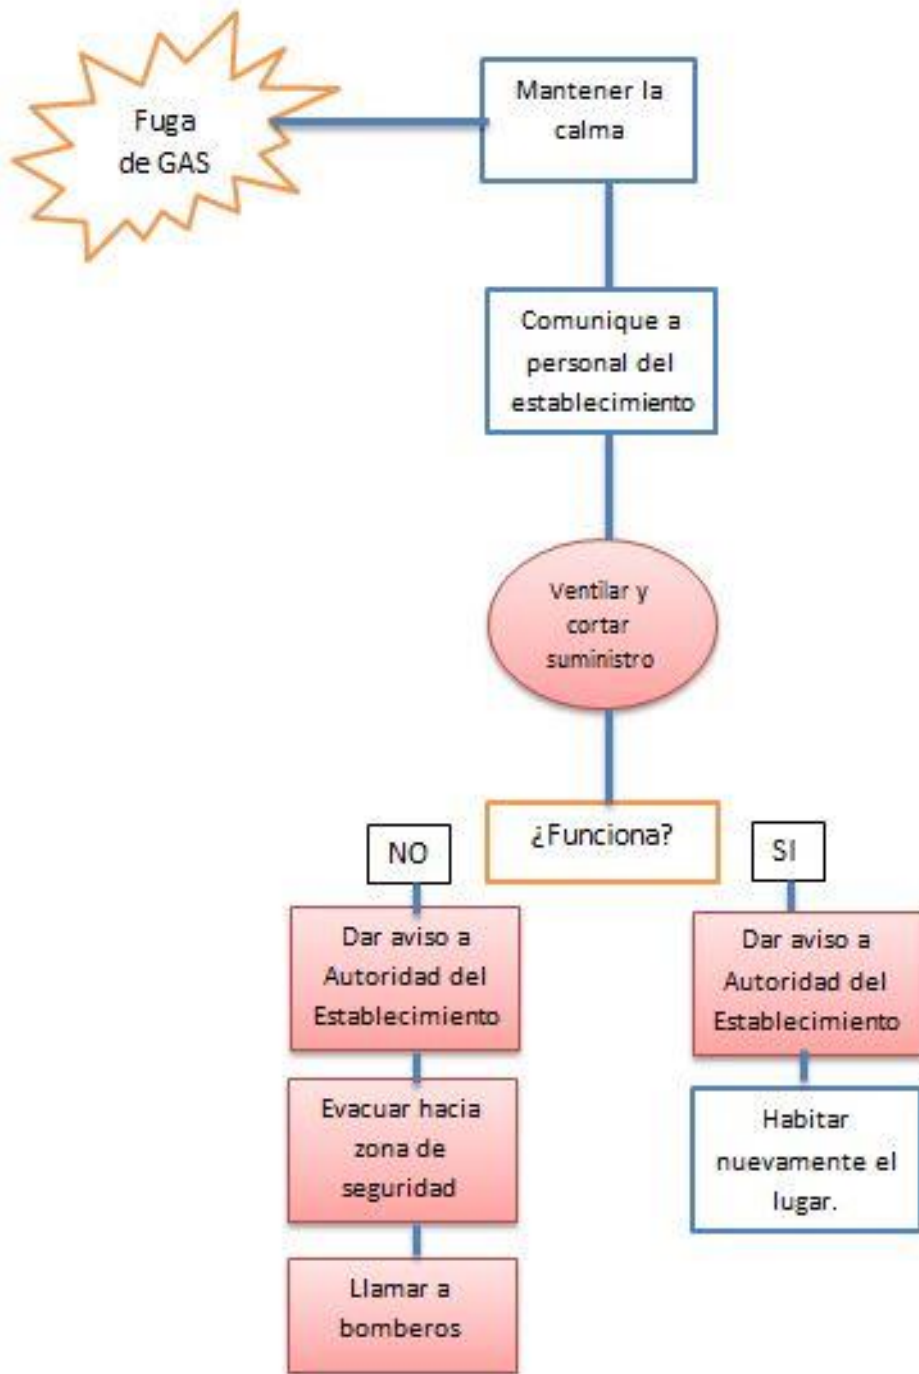 Fuga
de GAS
Mantener la
calma
Comunique a
personal del
establecimiento
Ventilar y
cortar
suministro
¿Funciona?
NO
Dar aviso a
Autoridad del
Establecimiento
Evacuar hacia
zona de
seguridad
Llamar a
bomberos
SI
Dar aviso a
Autoridad del
Establecimiento
Habitar
nuevamente el
lugar.